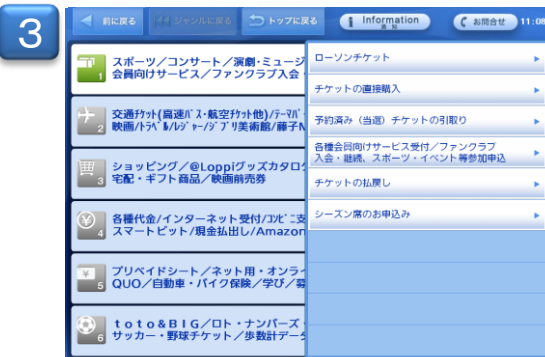 3
前に戻る
ジャンルに戻る
トップに戻る
Information
案内
お問合せ
11:08
1
スポーツ／コンサート／演劇・ミュージ
会員向けサービス／ファンクラブ入会・
2
交通ﾁｹｯﾄ(高速ﾊﾞｽ・航空ﾁｹｯﾄ他)/ﾃｰﾏﾊﾟｰ
映画/ﾄﾗﾍﾞﾙ/ﾚｼﾞｬｰ/ジブリ美術館/藤子
3
ショッピング／@Loppiグッズカタログ
宅配・ギフト商品／映画前売券
4
各種代金/インターネット受付/ｺﾝﾋﾞﾆ支
スマートピット/現金払出し/Amazon
5
プリペイドシート／ネット用・オンライ
QUO／自動車・バイク保険／学び／募
6
ｔｏｔｏ＆ＢＩＧ／ロト・ナンバーズ・
サッカー・野球チケット／歩数計データ
ローソンチケット
チケットの直接購入
予約済み（当選）チケットの引取り
各種会員向けサービス受付／ファンクラブ
入会・継続、スポーツ・イベント等参加申込
チケットの払戻し
シーズン席のお申込み